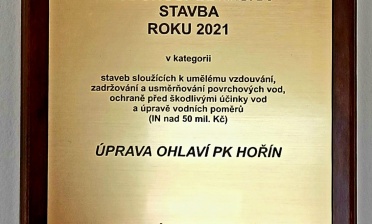 STAVBA
ROKU 2021
v kategorii
staveb sloužících k umělému vzdouvání,
zadržování a usměrňování povrchových vod,
ochraně před škodlivými účinky vod
a úpravě vodních poměrů
(IN nad 50 mil. Kč)
ÚPRAVA OHLAVÍ PK HOŘÍN